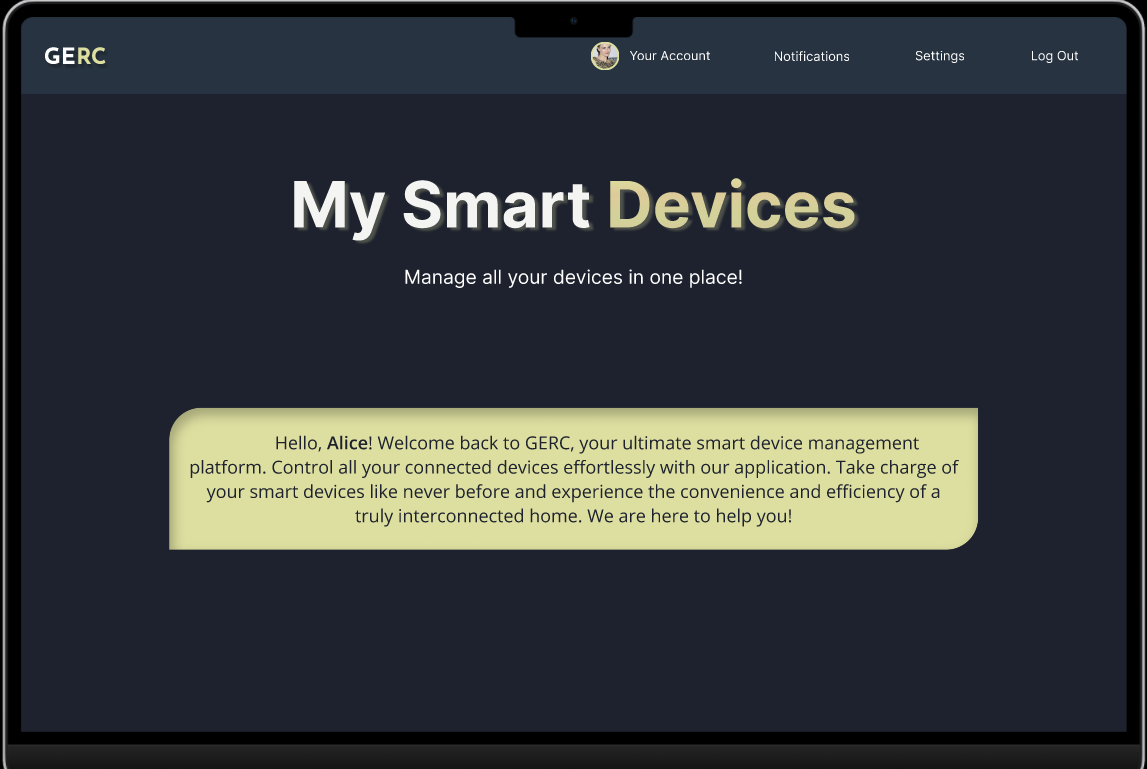 GERC
Your Account
Notifications
Settings
Log Out
My Smart Devices
Manage all your devices in one place!
Hello, Alice! Welcome back to GERC, your ultimate smart device management
platform. Control all your connected devices effortlessly with our application. Take charge of
your smart devices like never before and experience the convenience and efficiency of a
truly interconnected home. We are here to help you!